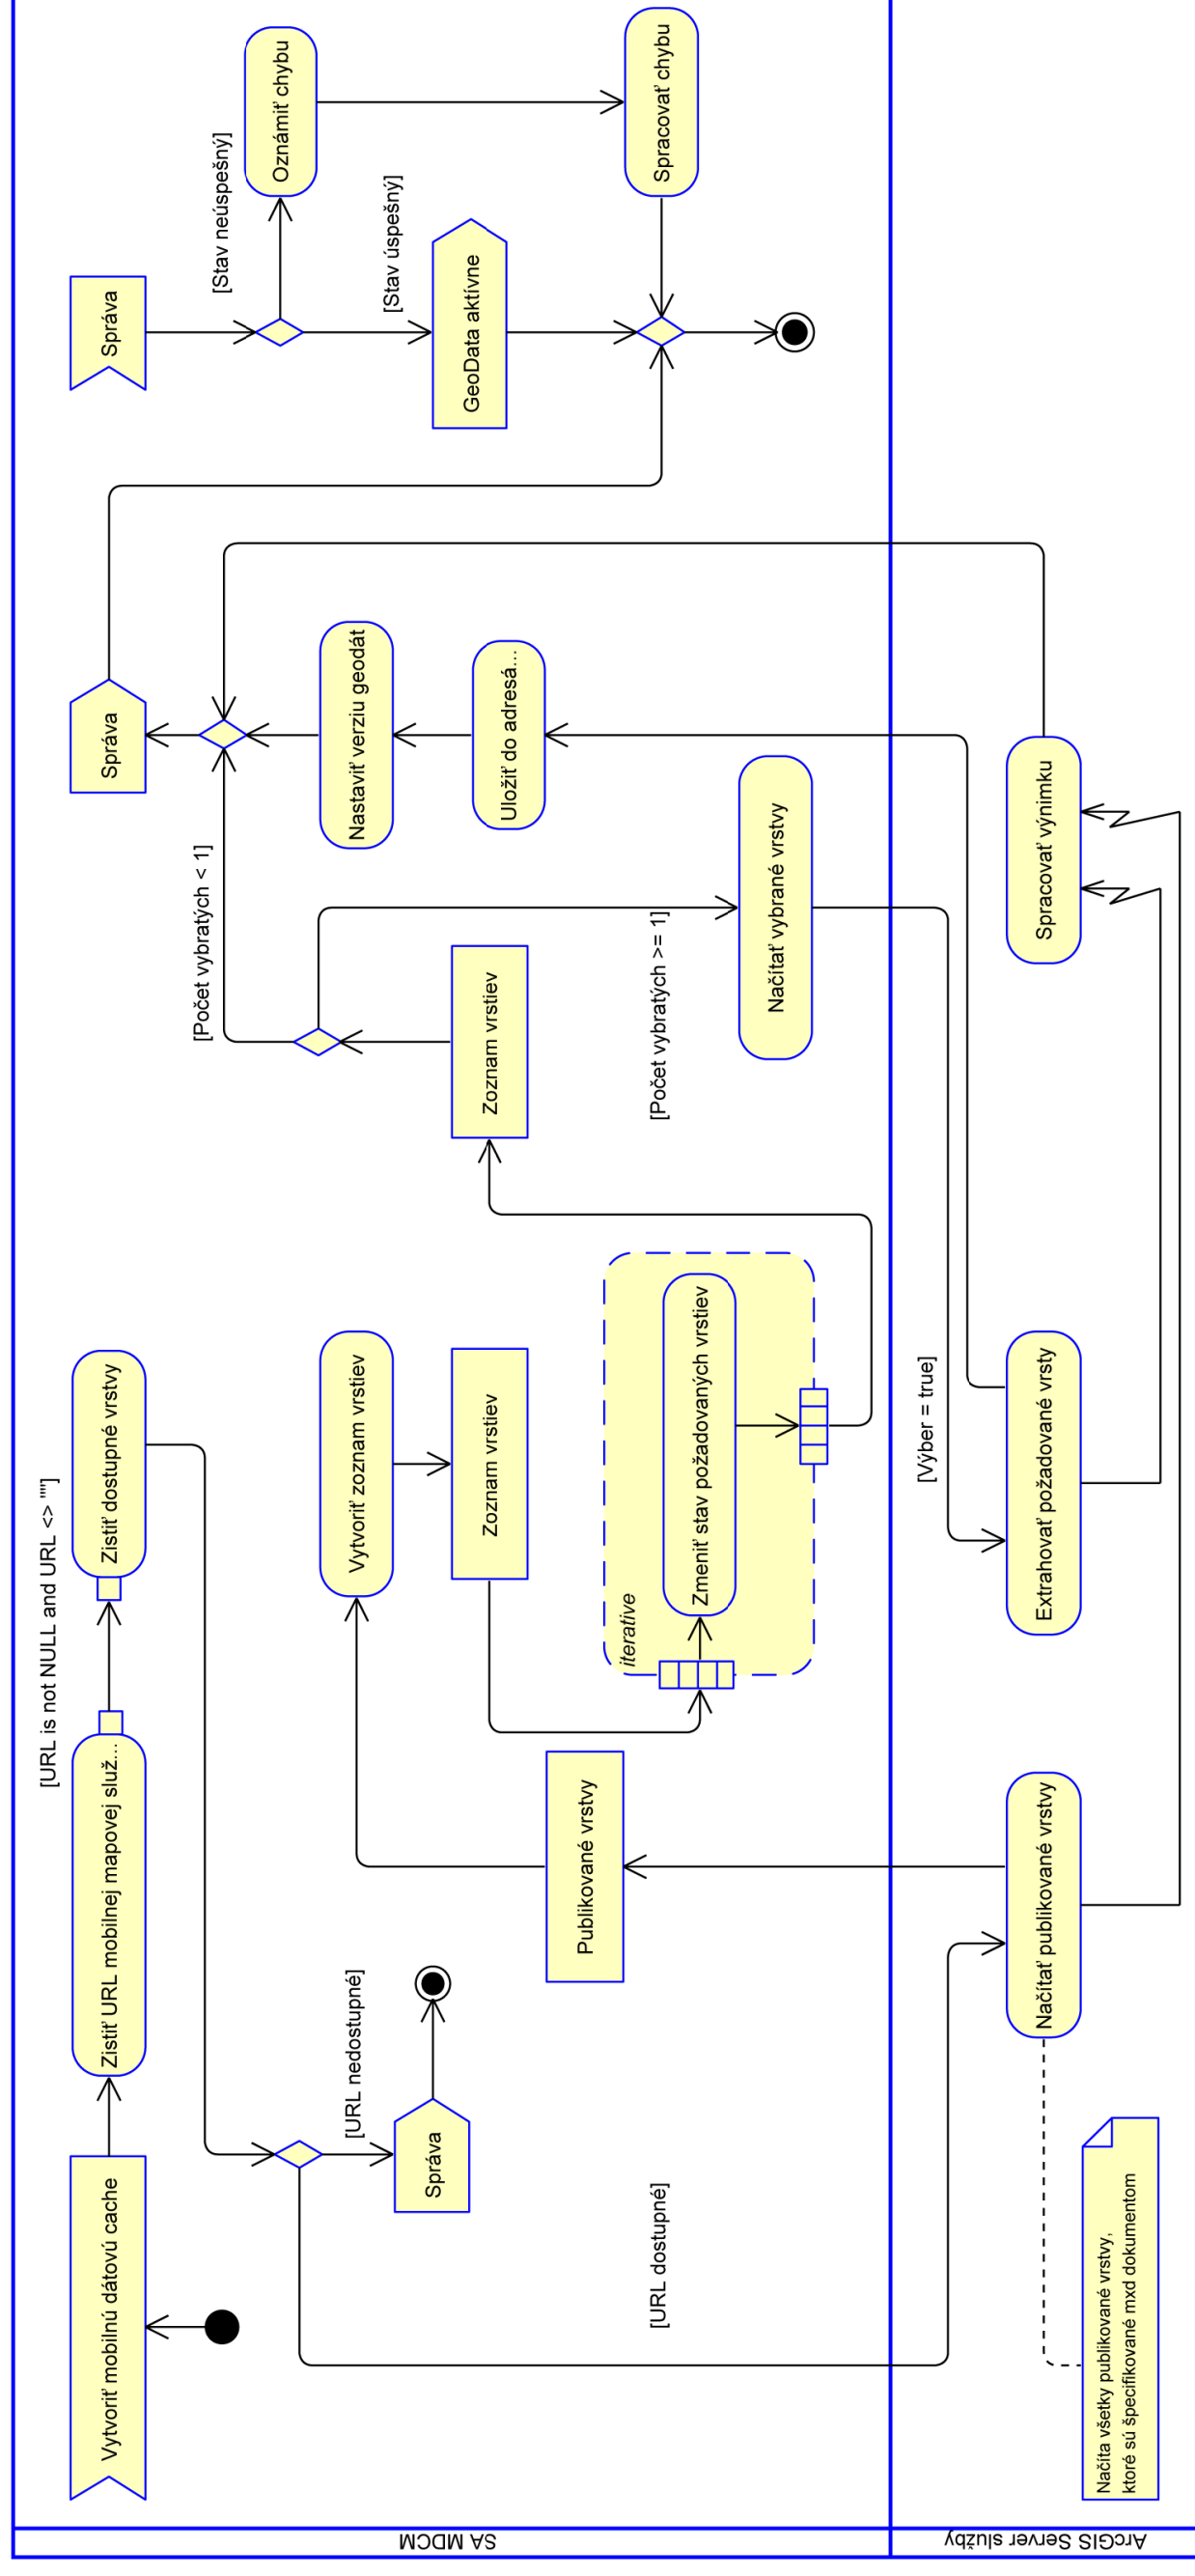 SA MDCM
Vytvoriť mobilnú dátovú cache
Zistiť URL mobilnej mapovej služ...
[URL is not NULL and URL <> ""]
Zistiť dostupné vrstvy
[URL nedostupné]
Správa
[URL dostupné]
Publikované vrstvy
Vytvoriť zoznam vrstiev
Zoznam vrstiev
iterative
Zmeniť stav požadovaných vrstiev
Zoznam vrstiev
[Počet vybratých < 1]
[Počet vybratých >= 1]
Načítať vybrané vrstvy
Uložiť do adresá...
Nastaviť verziu geodát
Správa
Správa
[Stav neúspešný]
Oznámiť chybu
[Stav úspešný]
GeoData aktívne
Spracovať chybu
ArcGIS Server služby
Načíta všetky publikované vrstvy,
ktoré sú špecifikované mxd dokumentom
Načítať publikované vrstvy
[Výber = true]
Extrahovať požadované vrsty
Spracovať výnimku